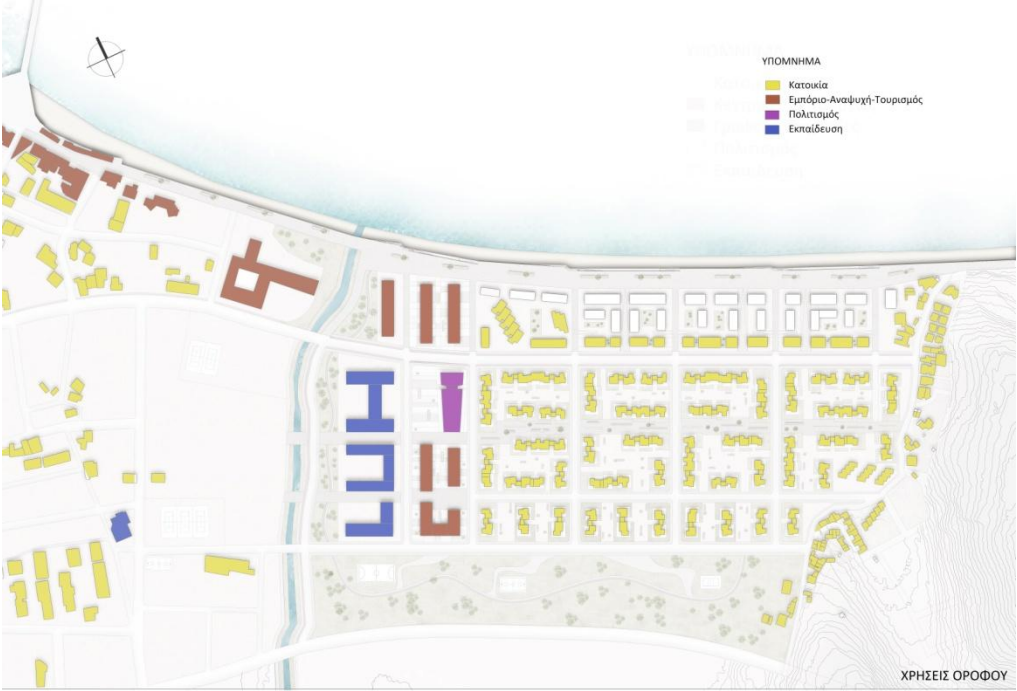 ΥΠΟΜΝΗΜΑ
Κατοικία
Εμπόριο-Αναψυχή-Τουρισμός
Πολιτισμός
Εκπαίδευση
ΧΡΗΣΕΙΣ ΟΡΟΦΟΥ